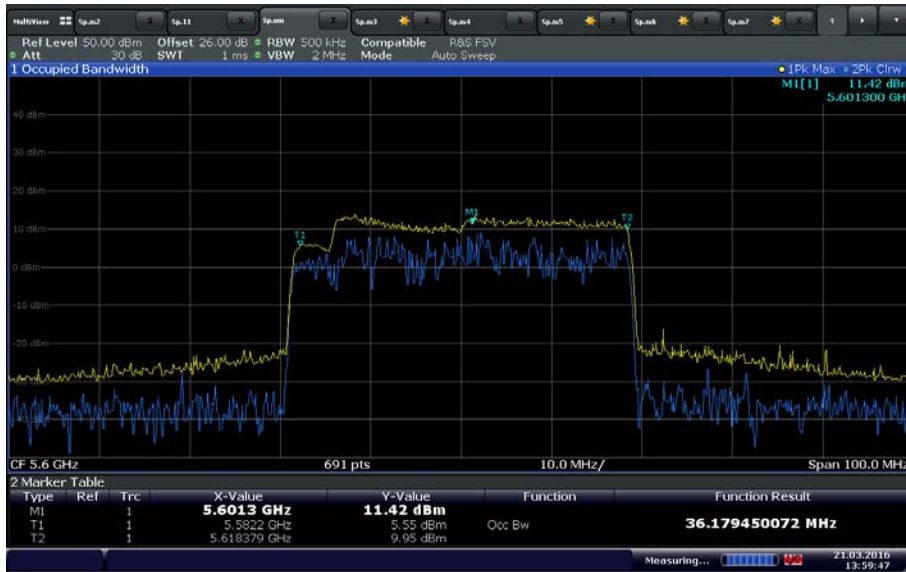 MultiView Sp.m2 X Sp.11 X Sp.um X Sp.m3 X Sp.m4 X Sp.m5 X Sp.m6 X Sp.m7 X
Ref Level 50.00 dBm Offset 26.00 dB RBW 500 kHz Compatible R&S FSV
Att 30 dB SWT 1 ms VBW 2 MHz Mode Auto Sweep
1 Occupied Bandwidth 1Pk Max 2Pk Clrw
M1[1] 11.42 dBm
5.601300 GH
40 dBm
30 dBm
20 dBm
M1
T2
10 dBm
T1
0 dBm
-10 dBm
-20 dBm
CF 5.6 GHz 691 pts 10.0 MHz/ Span 100.0 MHz
2 Marker Table
Type Ref Trc X-Value Y-Value Function Function Result
M1 1 5.6013 GHz 11.42 dBm
T1 1 5.5822 GHz 5.55 dBm Occ Bw 36.179450072 MHz
T2 1 5.618379 GHz 9.95 dBm
Measuring... 21.03.2016
13:59:47